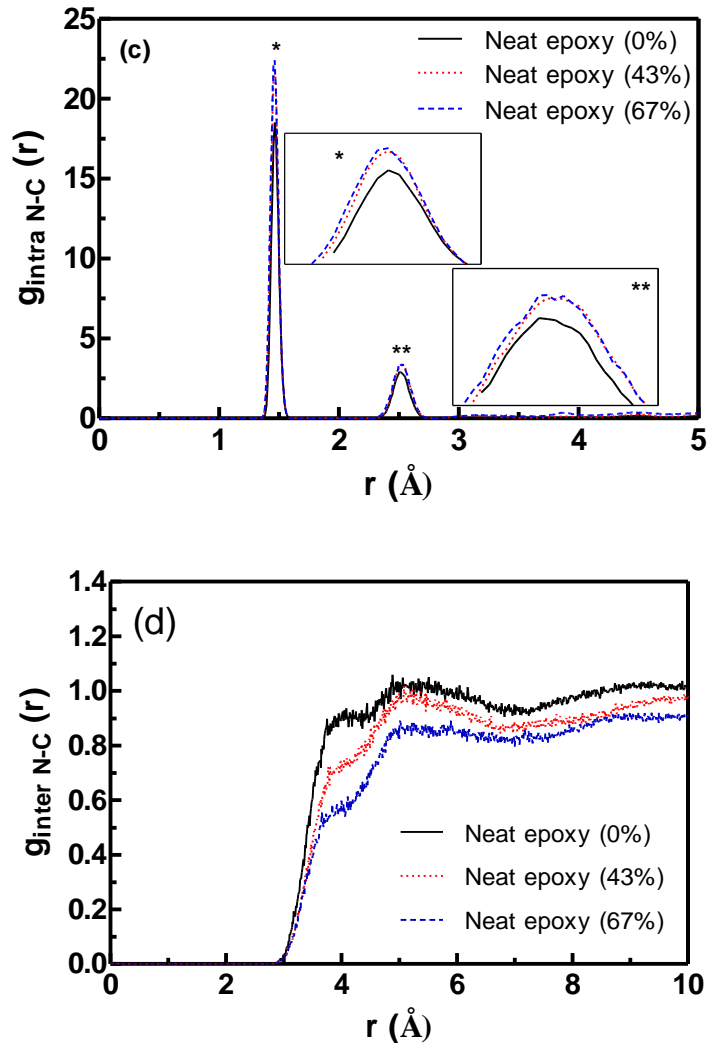 (c)
*
Neat epoxy (0%)
Neat epoxy (43%)
Neat epoxy (67%)
25
20
15
10
5
0
g intra N-C (r)
*
**
**
0 1 2 3 4 5
r (Å)
(d)
1.4
1.2
1.0
0.8
0.6
0.4
0.2
0.0
g inter N-C (r)
Neat epoxy (0%)
Neat epoxy (43%)
Neat epoxy (67%)
0 2 4 6 8 10
r (Å)